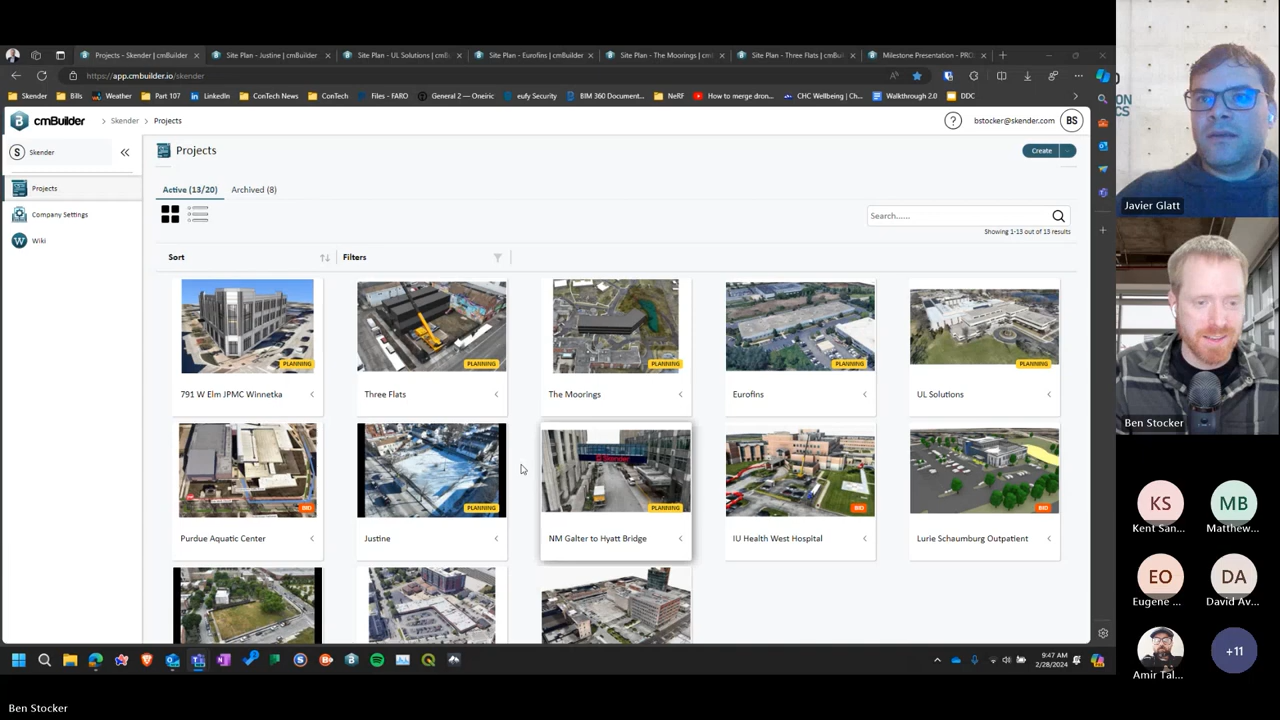 Projects - Skender | cmBuilder
Site Plan - Justine | cmBuilder
Site Plan - UL Solutions | cmB
Site Plan - Eurofins | cmBuilder
Site Plan - The Moorings | cmB
Site Plan - Three Flats | cmBu
Milestone Presentation - PRO
https://app.cmbuilder.io/skender
Skender
Bills
Weather
Part 107
LinkedIn
ConTech News
ConTech
Files - FARO
General 2 — Oneiric
eufy Security
BIM 360 Document...
NeRF
How to merge dron...
CHC Wellbeing | Ch...
Walkthrough 2.0
DDC
cmBuilder
Skender
Projects
bstocker@skender.com
BS
S
Skender
Projects
Company Settings
W
Wiki
Projects
Create
Active (13/20)
Archived (8)
Search......
Showing 1-13 out of 13 results
Sort
Filters
PLANNING
PLANNING
PLANNING
PLANNING
PLANNING
791 W Elm JPMC Winnetka
Three Flats
The Moorings
Eurofins
UL Solutions
Skender
BID
PLANNING
PLANNING
BID
BID
Purdue Aquatic Center
Justine
NM Galter to Hyatt Bridge
IU Health West Hospital
Lurie Schaumburg Outpatient
9:47 AM
2/28/2024
Javier Glatt
Ben Stocker
KS
Kent San...
MB
Matthew...
EO
Eugene ...
DA
David Av...
Amir Tal...
+11
Ben Stocker